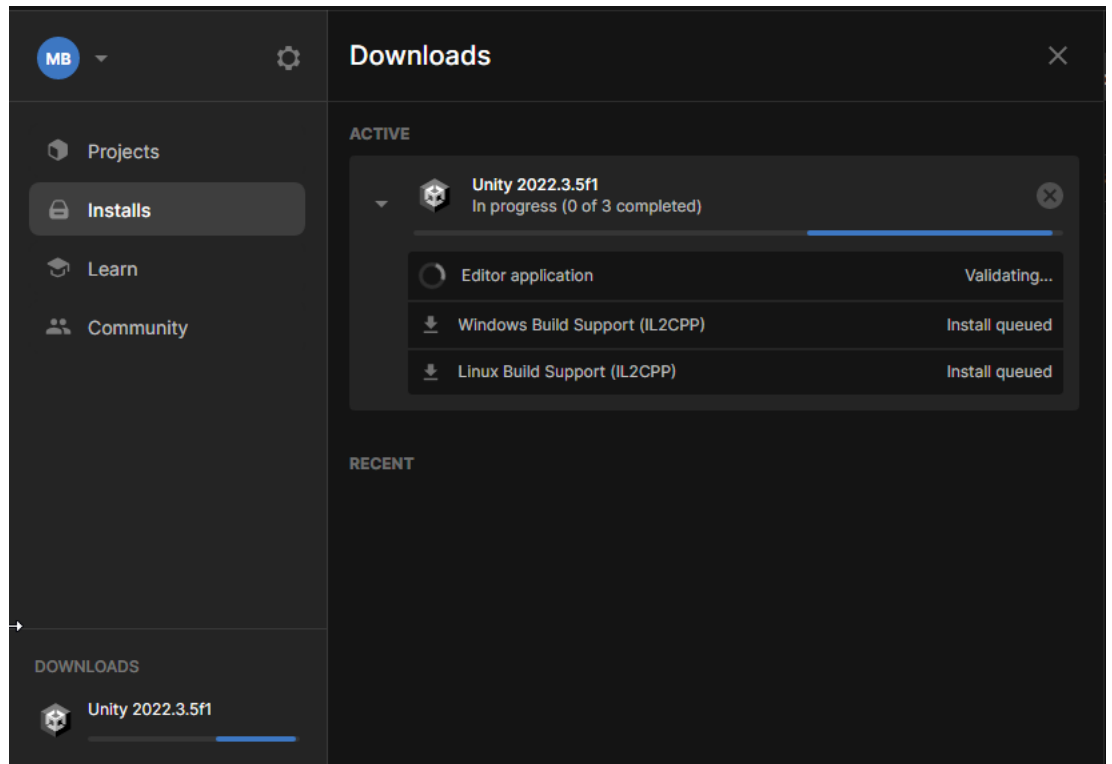 MB
Projects
Installs
Learn
Community
DOWNLOADS
Unity 2022.3.5f1
Downloads
ACTIVE
Unity 2022.3.5f1
In progress (0 of 3 completed)
Editor application Validating...
Windows Build Support (IL2CPP) Install queued
Linux Build Support (IL2CPP) Install queued
RECENT